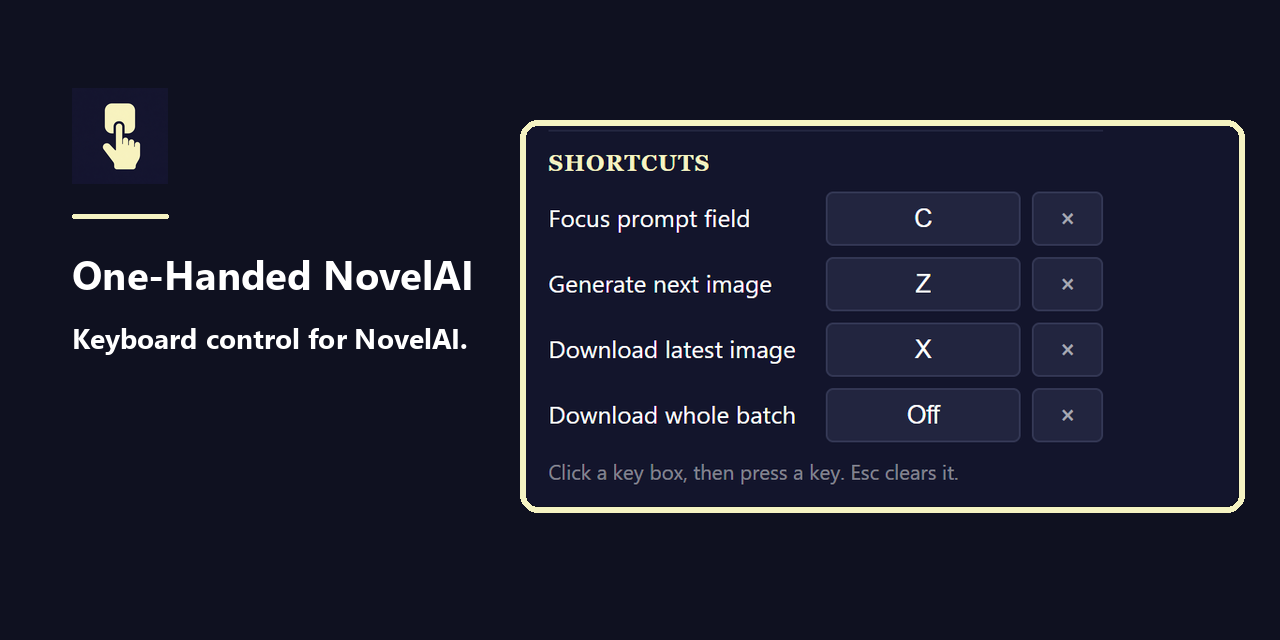 One-Handed NovelAI
Keyboard control for NovelAI.
SHORTCUTS
Focus prompt field C ×
Generate next image Z ×
Download latest image X ×
Download whole batch Off ×
Click a key box, then press a key. Esc clears it.